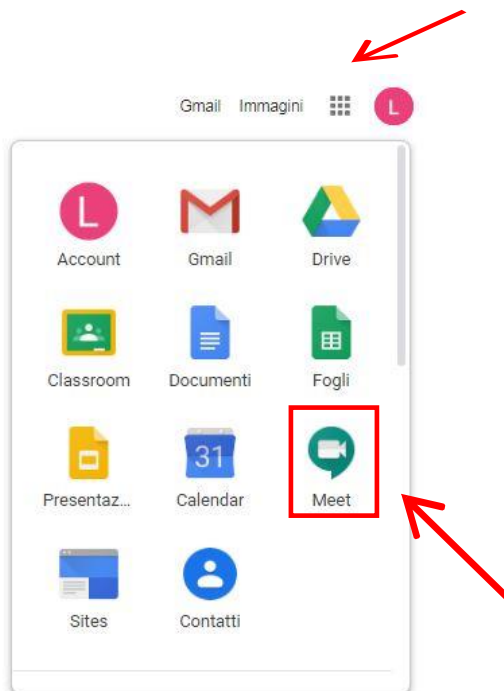 Gmail Immagini L
L
Account Gmail Drive
Classroom Documenti Fogli
31
Presentaz... Calendar Meet
Sites Contatti